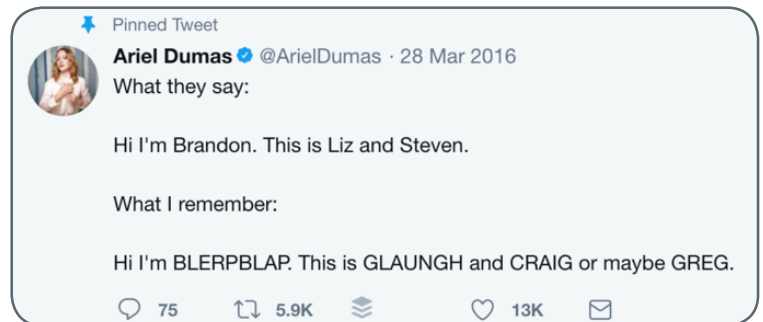 Pinned Tweet
Ariel Dumas @ArielDumas · 28 Mar 2016
What they say:
Hi I'm Brandon. This is Liz and Steven.
What I remember:
Hi I'm BLERPBLAP. This is GLAUNGH and CRAIG or maybe GREG.
75 5.9K 13K